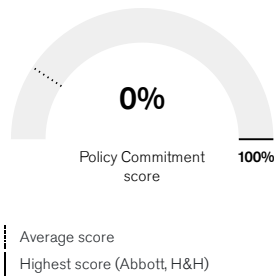 0%
Policy Commitment
score
100%
Average score
Highest score (Abbott, H&H)